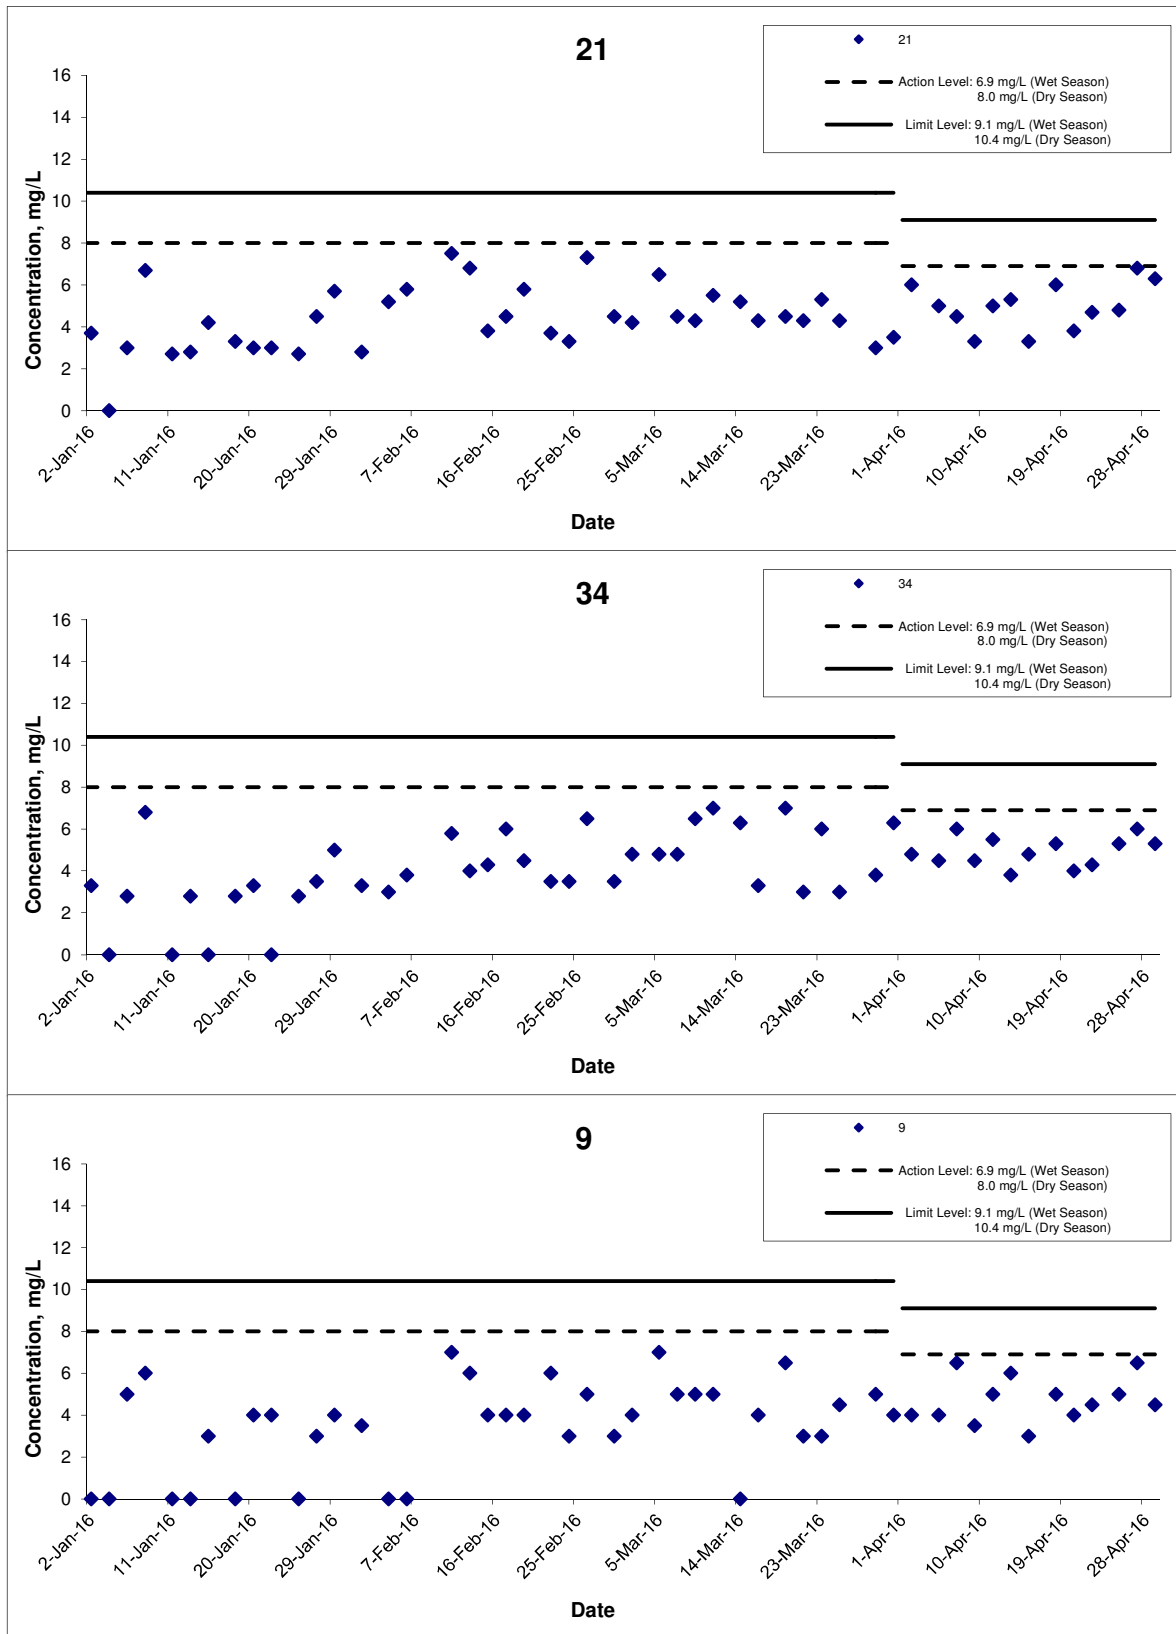 21
21
Action Level: 6.9 mg/L (Wet Season)
8.0 mg/L (Dry Season)
Limit Level: 9.1 mg/L (Wet Season)
10.4 mg/L (Dry Season)
Concentration, mg/L
16
14
12
10
8
6
4
2
0
2-Jan-16
11-Jan-16
20-Jan-16
29-Jan-16
7-Feb-16
16-Feb-16
25-Feb-16
5-Mar-16
14-Mar-16
23-Mar-16
1-Apr-16
10-Apr-16
19-Apr-16
28-Apr-16
Date
34
34
Action Level: 6.9 mg/L (Wet Season)
8.0 mg/L (Dry Season)
Limit Level: 9.1 mg/L (Wet Season)
10.4 mg/L (Dry Season)
Concentration, mg/L
16
14
12
10
8
6
4
2
0
2-Jan-16
11-Jan-16
20-Jan-16
29-Jan-16
7-Feb-16
16-Feb-16
25-Feb-16
5-Mar-16
14-Mar-16
23-Mar-16
1-Apr-16
10-Apr-16
19-Apr-16
28-Apr-16
Date
9
9
Action Level: 6.9 mg/L (Wet Season)
8.0 mg/L (Dry Season)
Limit Level: 9.1 mg/L (Wet Season)
10.4 mg/L (Dry Season)
Concentration, mg/L
16
14
12
10
8
6
4
2
0
2-Jan-16
11-Jan-16
20-Jan-16
29-Jan-16
7-Feb-16
16-Feb-16
25-Feb-16
5-Mar-16
14-Mar-16
23-Mar-16
1-Apr-16
10-Apr-16
19-Apr-16
28-Apr-16
Date